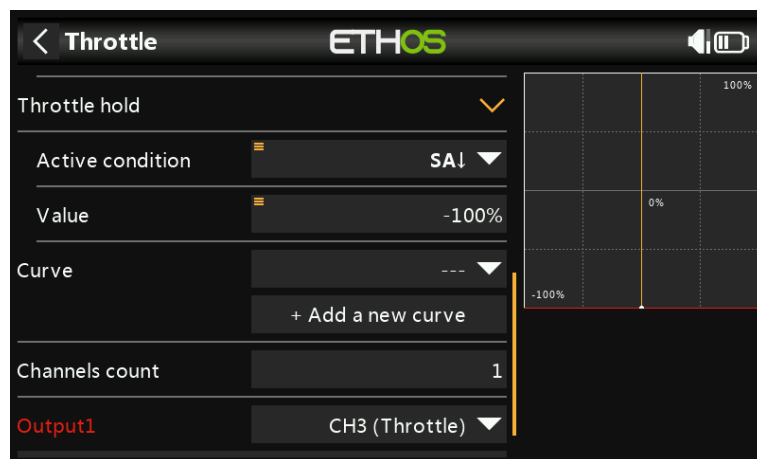 Throttle
ETHOS
Throttle hold
Active condition
SA↓
Value
-100%
Curve
---
+ Add a new curve
Channels count
1
Output1
CH3 (Throttle)
100%
0%
-100%